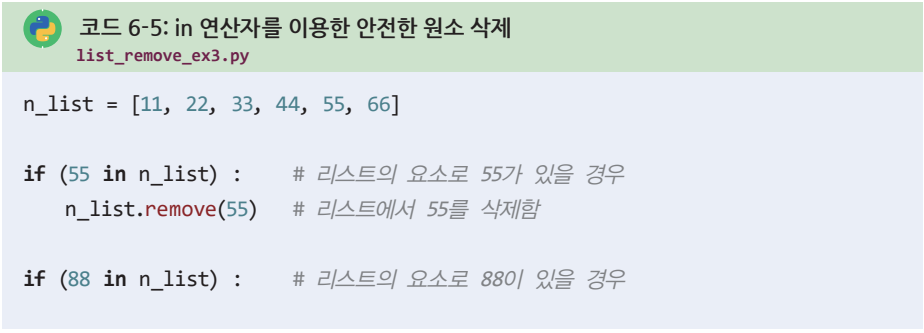 코드 6-5: in 연산자를 이용한 안전한 원소 삭제
list_remove_ex3.py
n_list = [11, 22, 33, 44, 55, 66]
if (55 in n_list) :    # 리스트의 요소로 55가 있을 경우
    n_list.remove(55)   # 리스트에서 55를 삭제함
if (88 in n_list) :    # 리스트의 요소로 88이 있을 경우